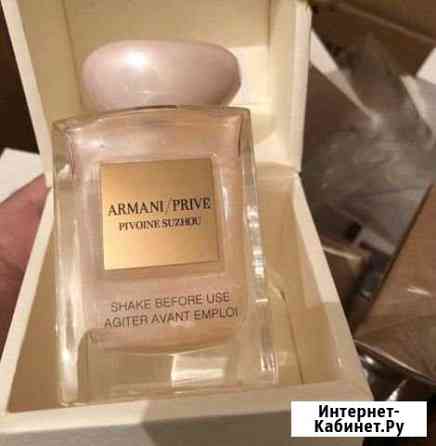 ARMANI/PRIVE
PIVOINE SUZHOU
SHAKE BEFORE USE
AGITER AVANT EMPLOI
Интернет-
Кабинет.Ру